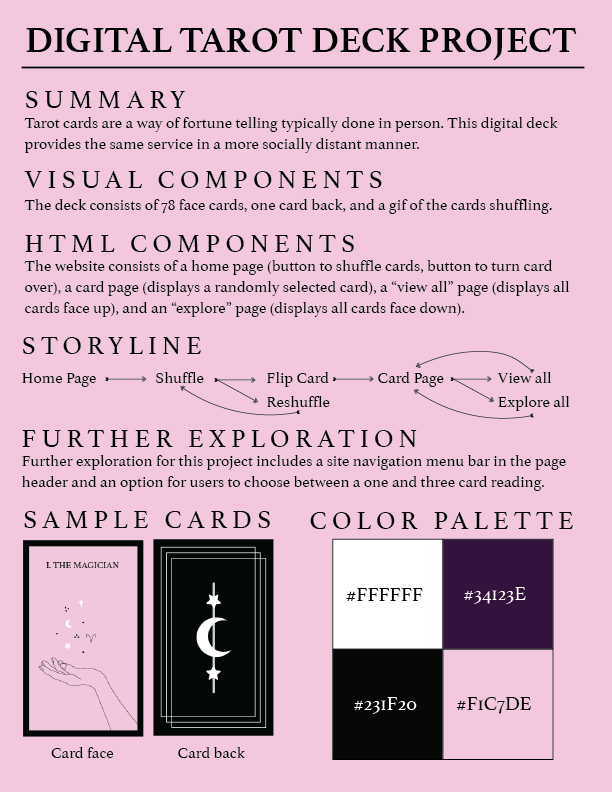 DIGITAL TAROT DECK PROJECT
SUMMARY
Tarot cards are a way of fortune telling typically done in person. This digital deck
provides the same service in a more socially distant manner.
VISUAL COMPONENTS
The deck consists of 78 face cards, one card back, and a gif of the cards shuffling.
HTML COMPONENTS
The website consists of a home page (button to shuffle cards, button to turn card
over), a card page (displays a randomly selected card), a “view all” page (displays all
cards face up), and an “explore” page (displays all cards face down).
STORYLINE
Home Page Shuffle Flip Card Card Page View all
Reshuffle Explore all
FURTHER EXPLORATION
Further exploration for this project includes a site navigation menu bar in the page
header and an option for users to choose between a one and three card reading.
SAMPLE CARDS
I. THE MAGICIAN
Card face
Card back
COLOR PALETTE
#FFFFFF
#34123E
#231F20
#F1C7DE